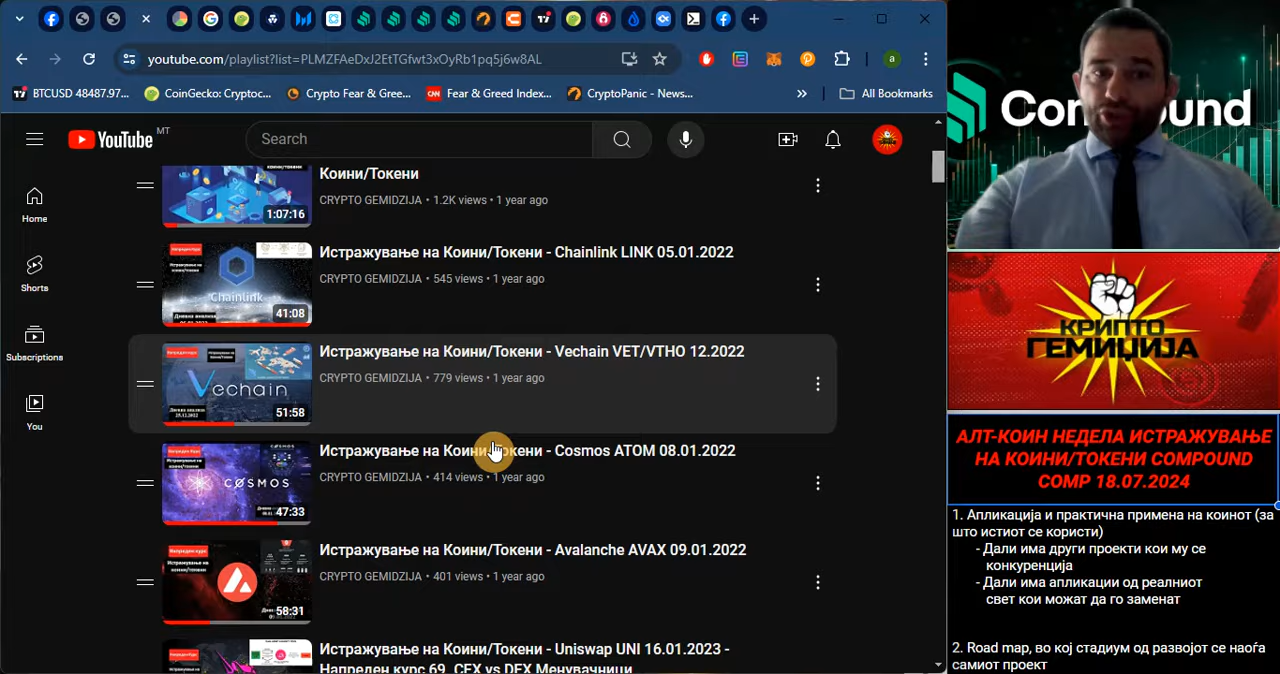 youtube.com/playlist?list=PLMZFAeDxJ2EtTGfwt3xOyRb1pq5j6w8AL
a
BTCUSD 48487.97...
CoinGecko: Cryptoc...
Crypto Fear & Gree...
Fear & Greed Index...
CryptoPanic - News...
All Bookmarks
YouTube MT
Search
Home
Shorts
Subscriptions
You
Коини/Токени
CRYPTO GEMIDZIJA • 1.2K views • 1 year ago
1:07:16
Истражување на Коини/Токени - Chainlink LINK 05.01.2022
CRYPTO GEMIDZIJA • 545 views • 1 year ago
Chainlink
41:08
Истражување на Коини/Токени - Vechain VET/VTHO 12.2022
CRYPTO GEMIDZIJA • 779 views • 1 year ago
Vechain
51:58
Истражување на Коини/Токени - Cosmos ATOM 08.01.2022
CRYPTO GEMIDZIJA • 414 views • 1 year ago
COSMOS
47:33
Истражување на Коини/Токени - Avalanche AVAX 09.01.2022
CRYPTO GEMIDZIJA • 401 views • 1 year ago
58:31
Истражување на Коини/Токени - Uniswap UNI 16.01.2023 -
Напреден курс 69, CEX vs DEX Менувачници
Compound
КРИПТО
ГЕМИЏИЈА
АЛТ-КОИН НЕДЕЛА ИСТРАЖУВАЊЕ
НА КОИНИ/ТОКЕНИ COMPOUND
COMP 18.07.2024
1. Апликација и практична примена на коинот (за
што истиот се користи)
- Дали има други проекти кои му се
конкуренција
- Дали има апликации од реалниот
свет кои можат да го заменат
2. Road map, во кој стадиум од развојот се наоѓа
самиот проект